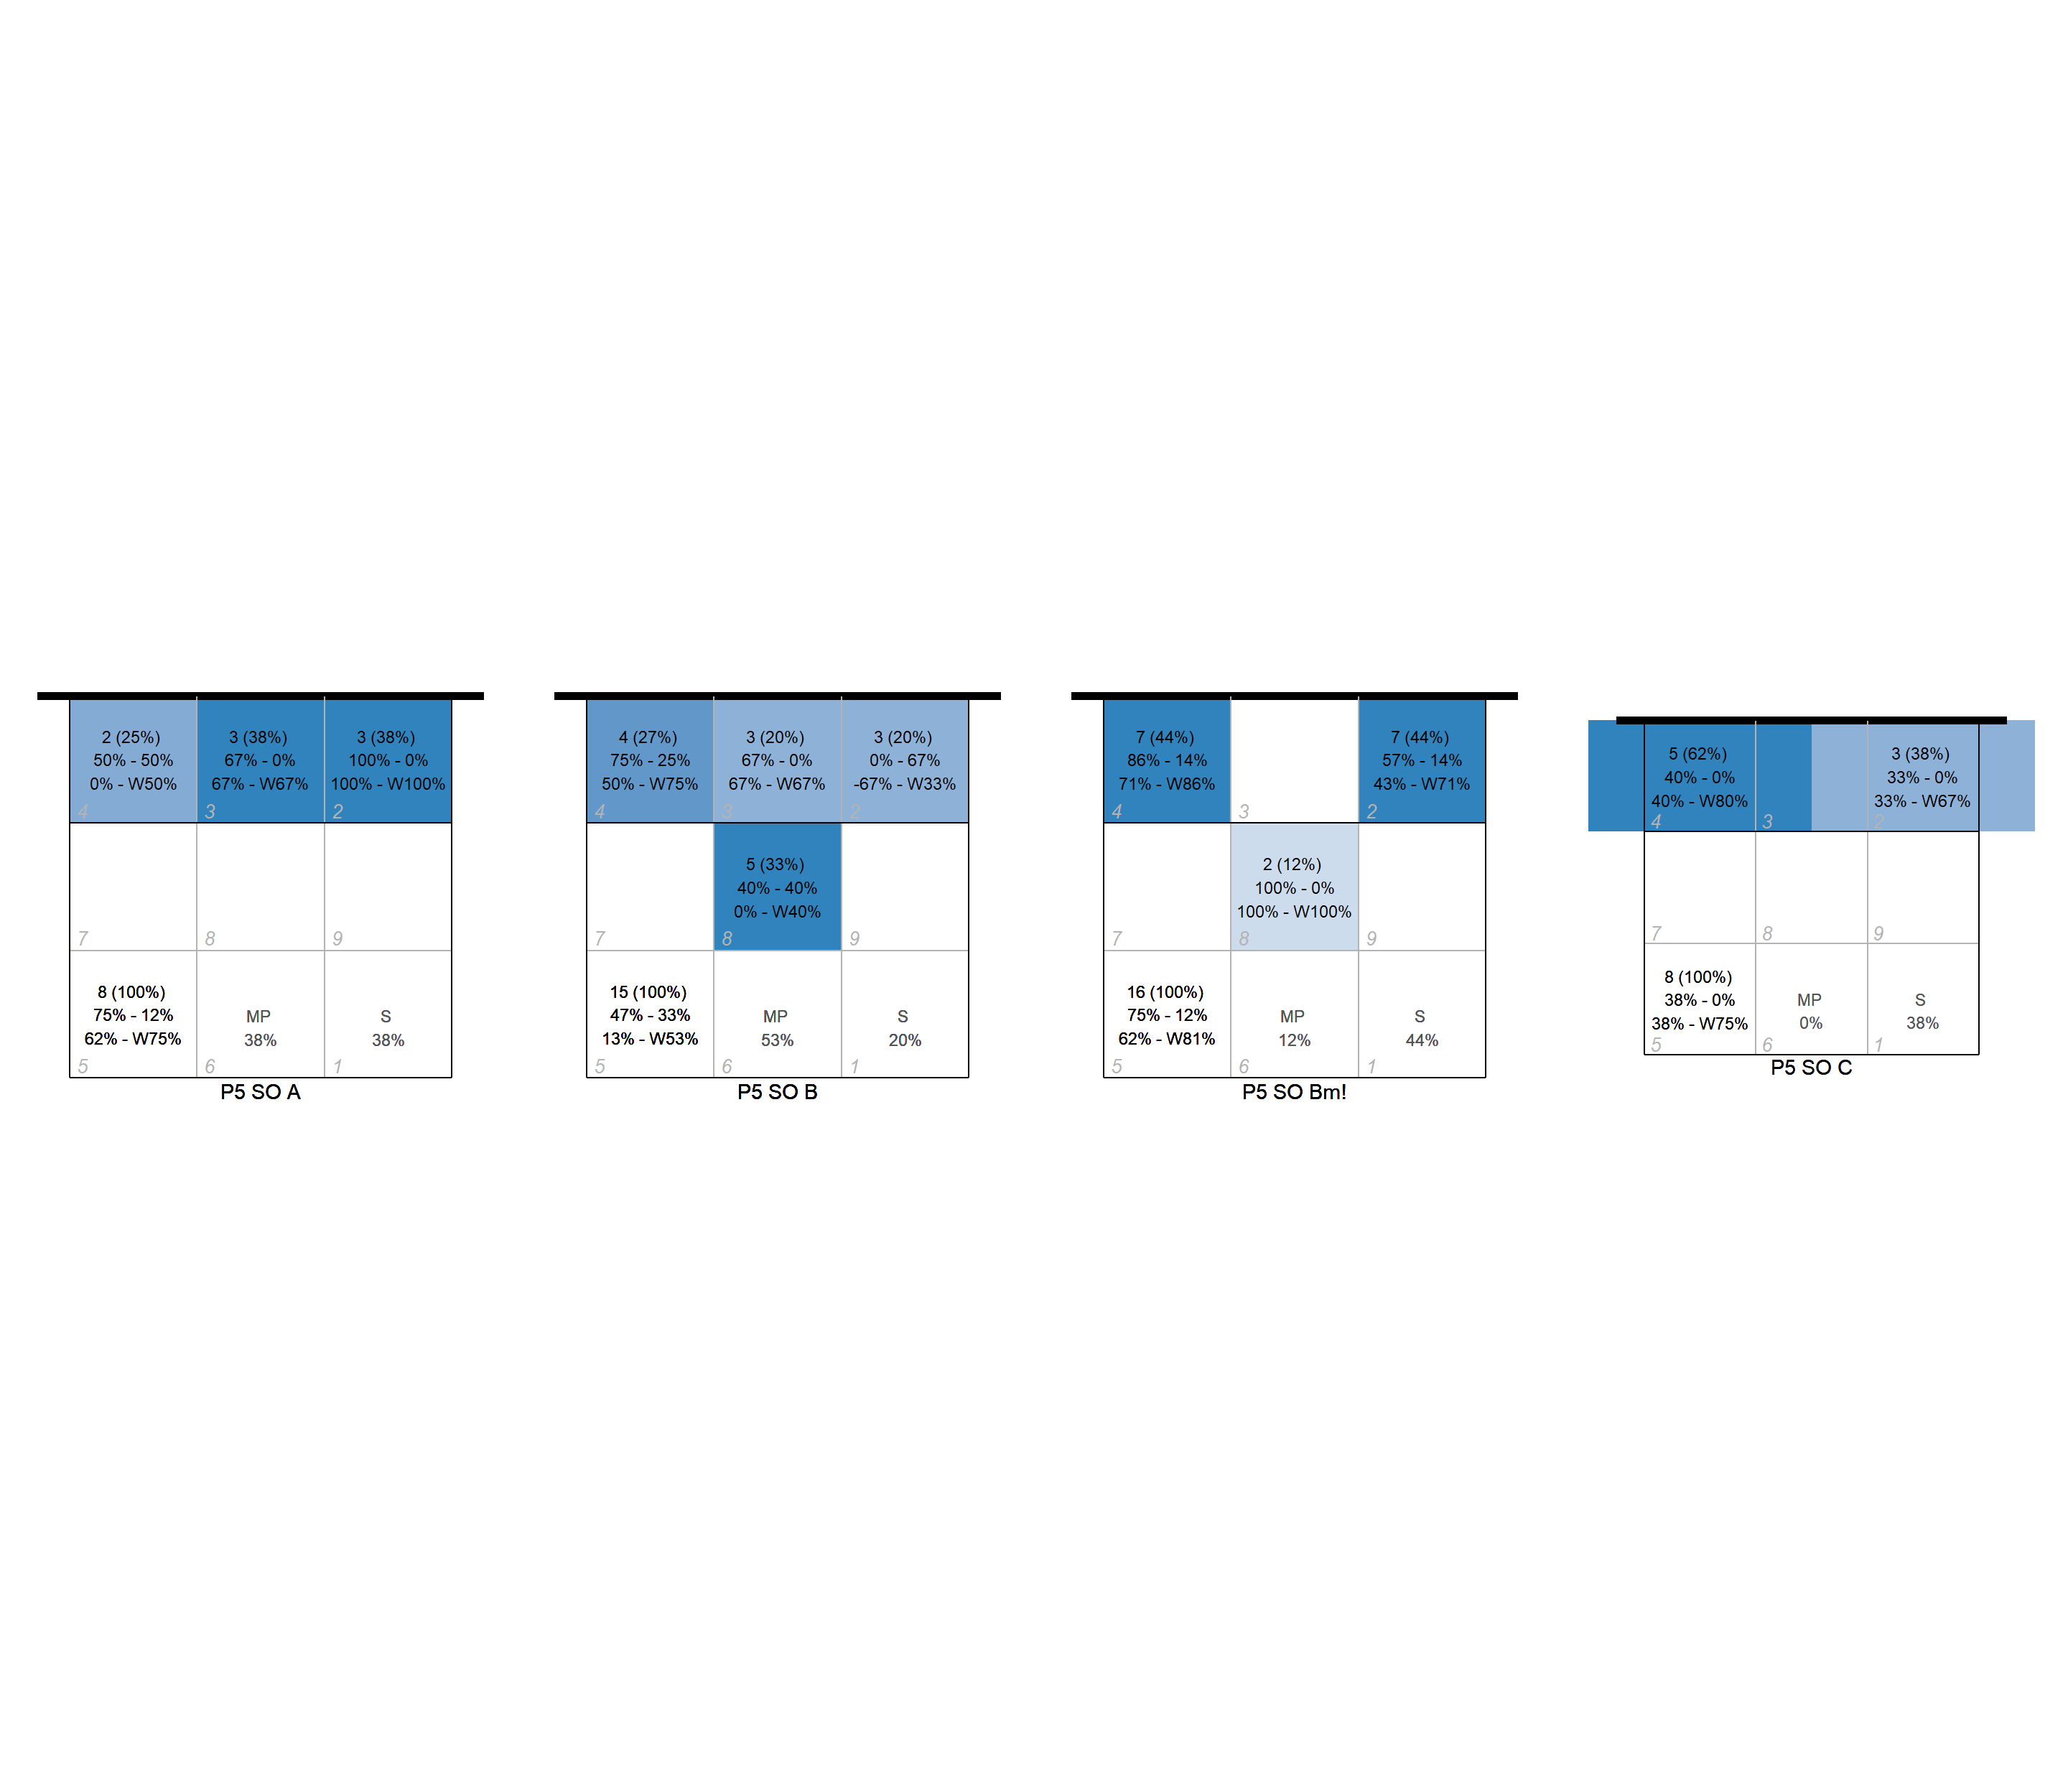 2 (25%)
50% - 50%
0% - W50%
4
3 (38%)
67% - 0%
67% - W67%
3
3 (38%)
100% - 0%
100% - W100%
2
7
8
9
8 (100%)
75% - 12%
62% - W75%
5
MP
38%
6
S
38%
1
P5 SO A
4 (27%)
75% - 25%
50% - W75%
4
3 (20%)
67% - 0%
67% - W67%
3
3 (20%)
0% - 67%
-67% - W33%
2
7
5 (33%)
40% - 40%
0% - W40%
8
9
15 (100%)
47% - 33%
13% - W53%
5
MP
53%
6
S
20%
1
P5 SO B
7 (44%)
86% - 14%
71% - W86%
4
3
7 (44%)
57% - 14%
43% - W71%
2
7
2 (12%)
100% - 0%
100% - W100%
8
9
16 (100%)
75% - 12%
62% - W81%
5
MP
12%
6
S
44%
1
P5 SO Bm!
5 (62%)
40% - 0%
40% - W80%
4
3
3 (38%)
33% - 0%
33% - W67%
2
7
8
9
8 (100%)
38% - 0%
38% - W75%
5
MP
0%
6
S
38%
1
P5 SO C